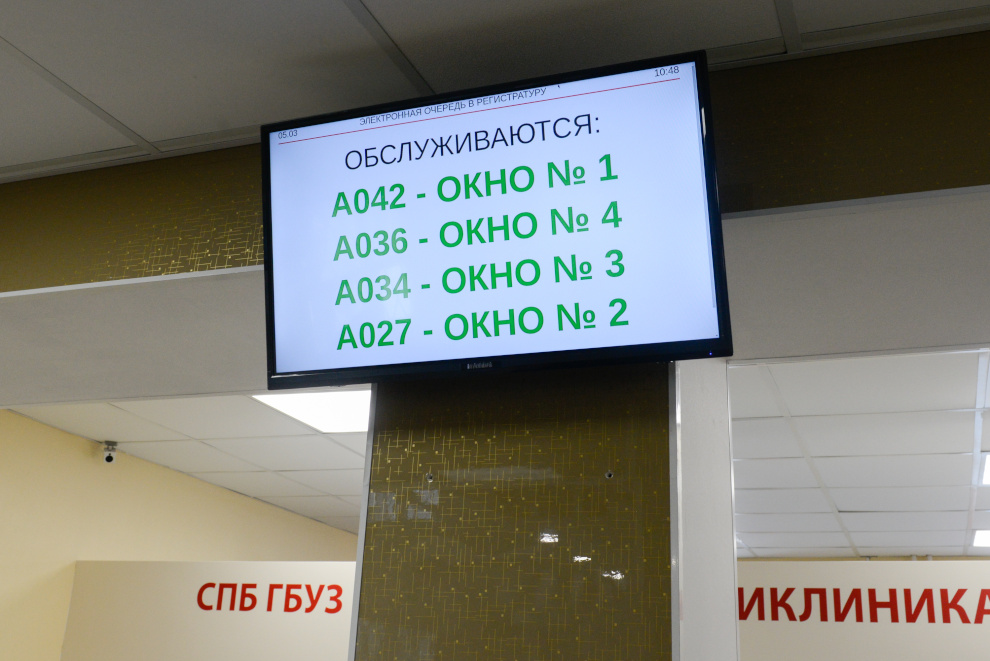 05.03 ЭЛЕКТРОННАЯ ОЧЕРЕДЬ В РЕГИСТРАТУРУ 10:48
ОБСЛУЖИВАЮТСЯ:
А042 - ОКНО № 1
А036 - ОКНО № 4
А034 - ОКНО № 3
А027 - ОКНО № 2
СПБ ГБУЗ
ИКЛИНИКА